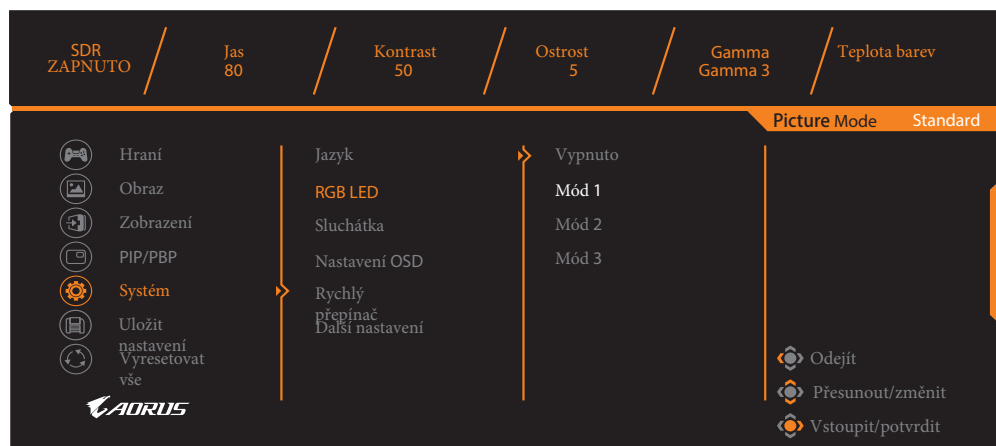 SDR
ZAPNUTO
Jas
80
Kontrast
50
Ostrost
5
Gamma
Gamma 3
Teplota barev
Picture Mode Standard
Hraní
Obraz
Zobrazení
PIP/PBP
Systém
Uložit
nastavení
Vyresetovat
vše
AORUS
Jazyk
RGB LED
Sluchátka
Nastavení OSD
Rychlý
přepínač
Další nastavení
Vypnuto
Mód 1
Mód 2
Mód 3
Odejít
Přesunout/změnit
Vstoupit/potvrdit